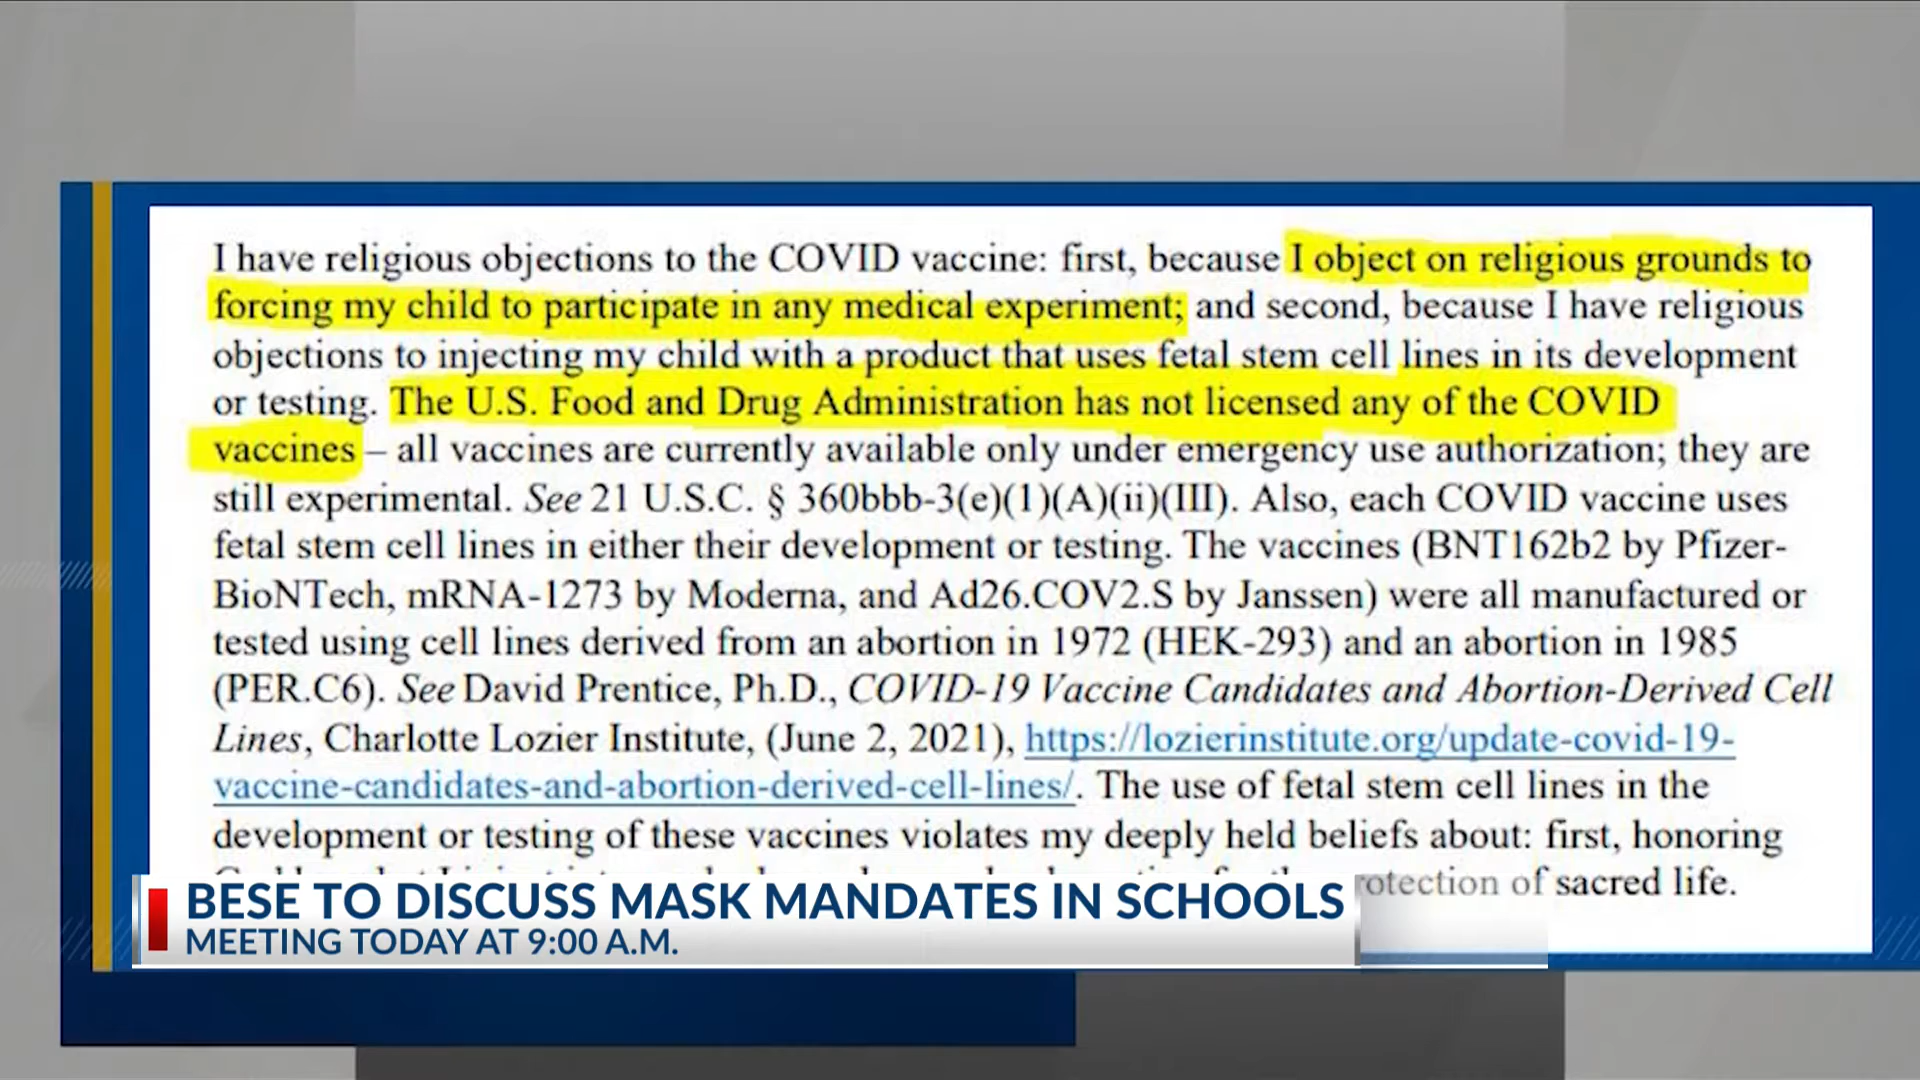 I have religious objections to the COVID vaccine: first, because I object on religious grounds to
forcing my child to participate in any medical experiment; and second, because I have religious
objections to injecting my child with a product that uses fetal stem cell lines in its development
or testing. The U.S. Food and Drug Administration has not licensed any of the COVID
vaccines – all vaccines are currently available only under emergency use authorization; they are
still experimental. See 21 U.S.C. § 360bbb-3(e)(1)(A)(ii)(III). Also, each COVID vaccine uses
fetal stem cell lines in either their development or testing. The vaccines (BNT162b2 by Pfizer-
BioNTech, mRNA-1273 by Moderna, and Ad26.COV2.S by Janssen) were all manufactured or
tested using cell lines derived from an abortion in 1972 (HEK-293) and an abortion in 1985
(PER.C6). See David Prentice, Ph.D., COVID-19 Vaccine Candidates and Abortion-Derived Cell
Lines, Charlotte Lozier Institute, (June 2, 2021), https://lozierinstitute.org/update-covid-19-
vaccine-candidates-and-abortion-derived-cell-lines/. The use of fetal stem cell lines in the
development or testing of these vaccines violates my deeply held beliefs about: first, honoring
of sacred life.
BESE TO DISCUSS MASK MANDATES IN SCHOOLS
MEETING TODAY AT 9:00 A.M.